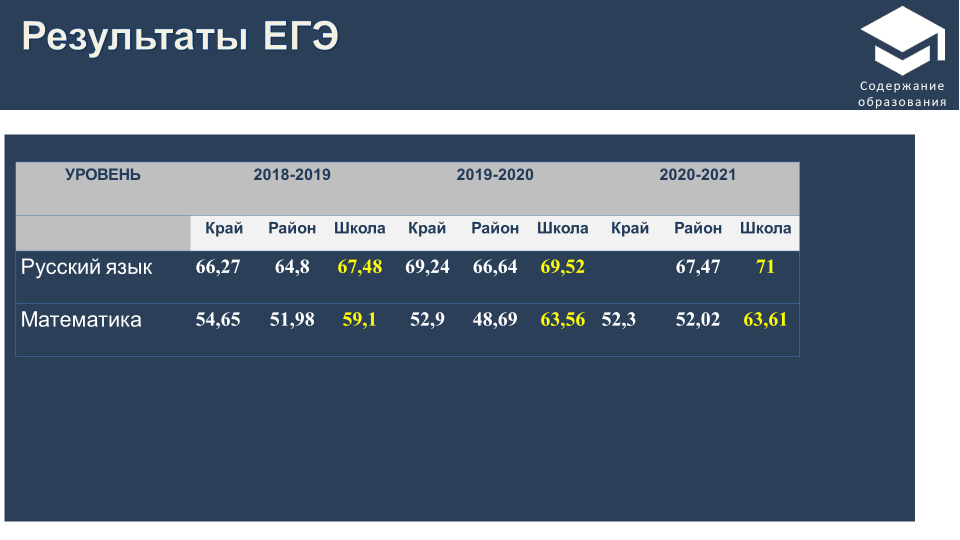 Результаты ЕГЭ
Содержание
образования
УРОВЕНЬ 2018-2019 2019-2020 2020-2021
Край Район Школа Край Район Школа Край Район Школа
Русский язык 66,27 64,8 67,48 69,24 66,64 69,52 67,47 71
Математика 54,65 51,98 59,1 52,9 48,69 63,56 52,3 52,02 63,61